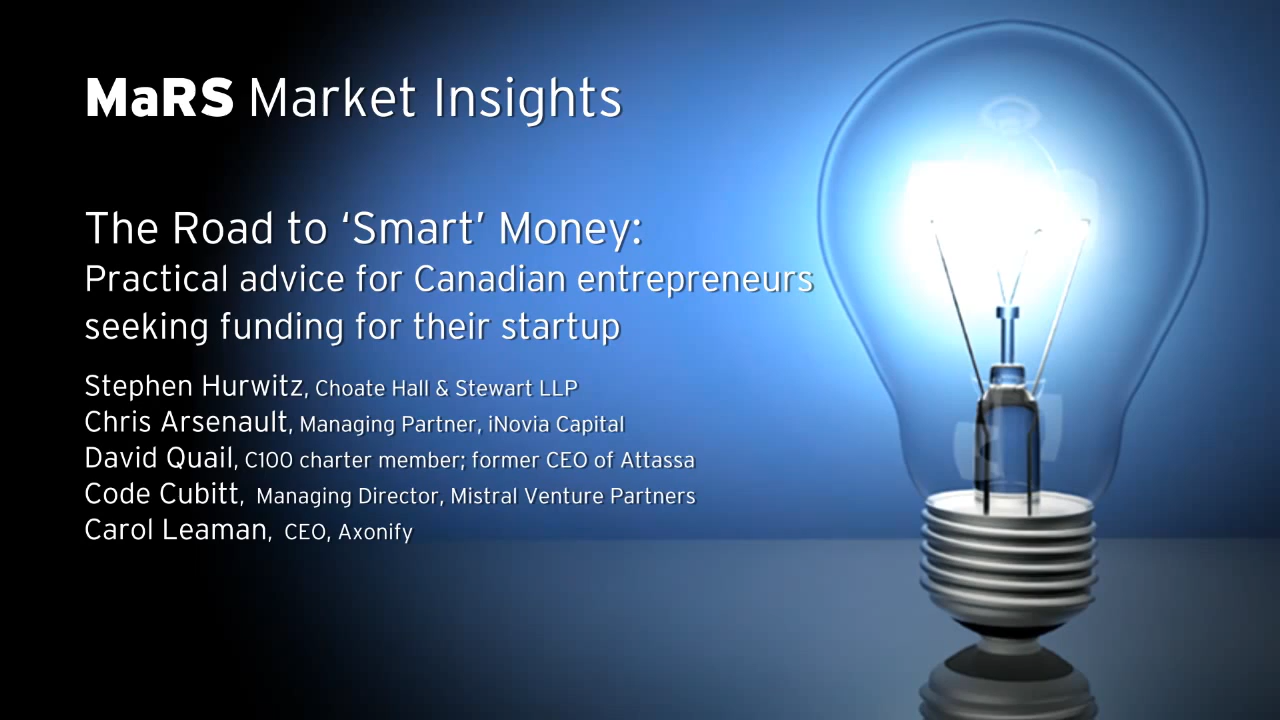 MaRS Market Insights
The Road to ‘Smart’ Money:
Practical advice for Canadian entrepreneurs
seeking funding for their startup
Stephen Hurwitz, Choate Hall & Stewart LLP
Chris Arsenault, Managing Partner, iNovia Capital
David Quail, C100 charter member; former CEO of Attassa
Code Cubitt, Managing Director, Mistral Venture Partners
Carol Leaman, CEO, Axonify